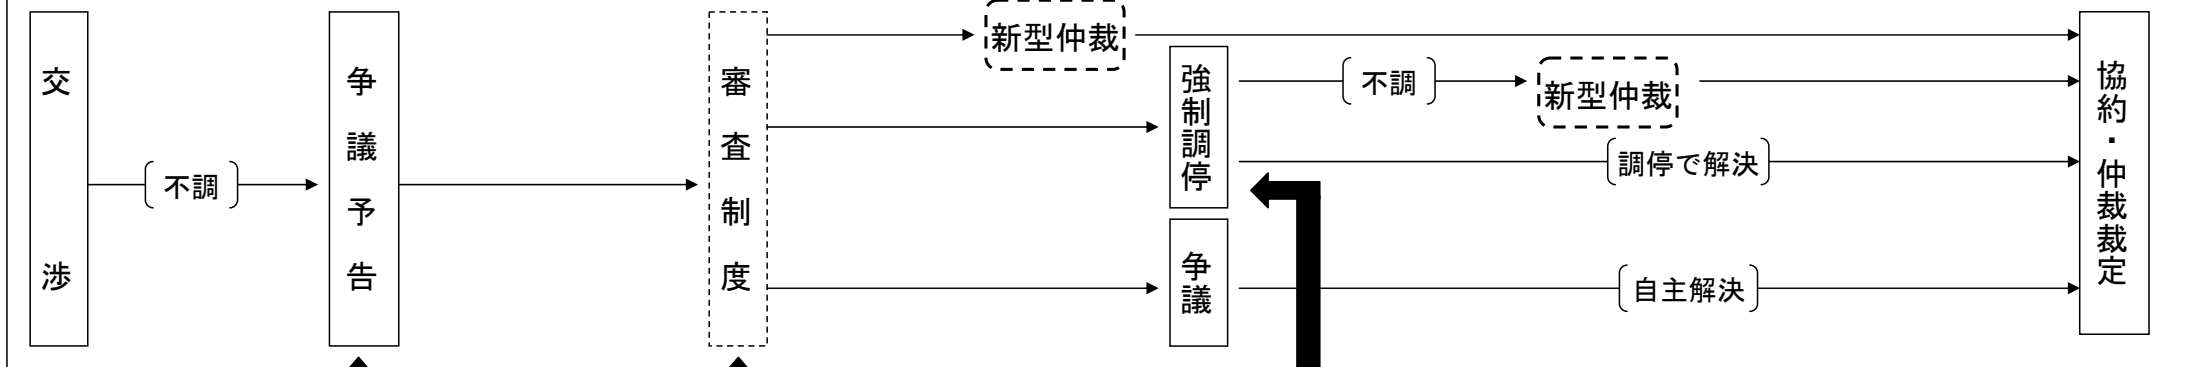 交渉
不調
争議予告
審査制度
新型仲裁
強制調停
不調
新型仲裁
調停で解決
争議
自主解決
協約・仲裁裁定